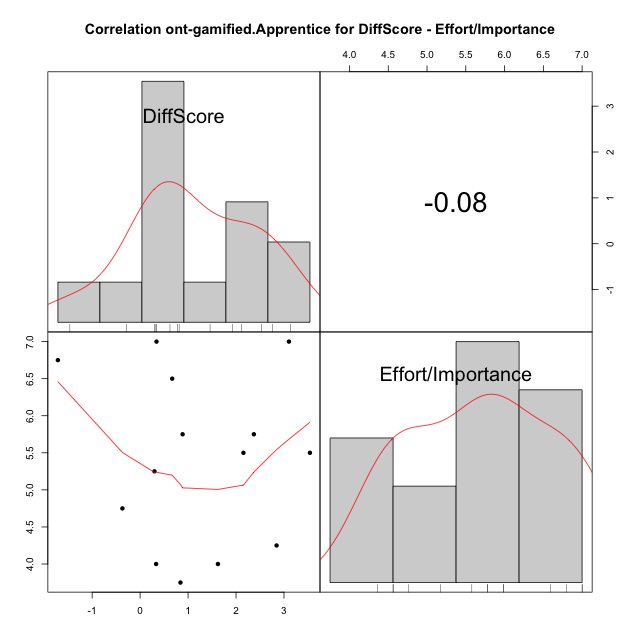 Correlation ont-gamified.Apprentice for DiffScore - Effort/Importance
4.0 4.5 5.0 5.5 6.0 6.5 7.0
DiffScore
-0.08
3
2
1
0
-1
7.0
6.5
6.0
5.5
5.0
4.5
4.0
Effort/Importance
-1 0 1 2 3